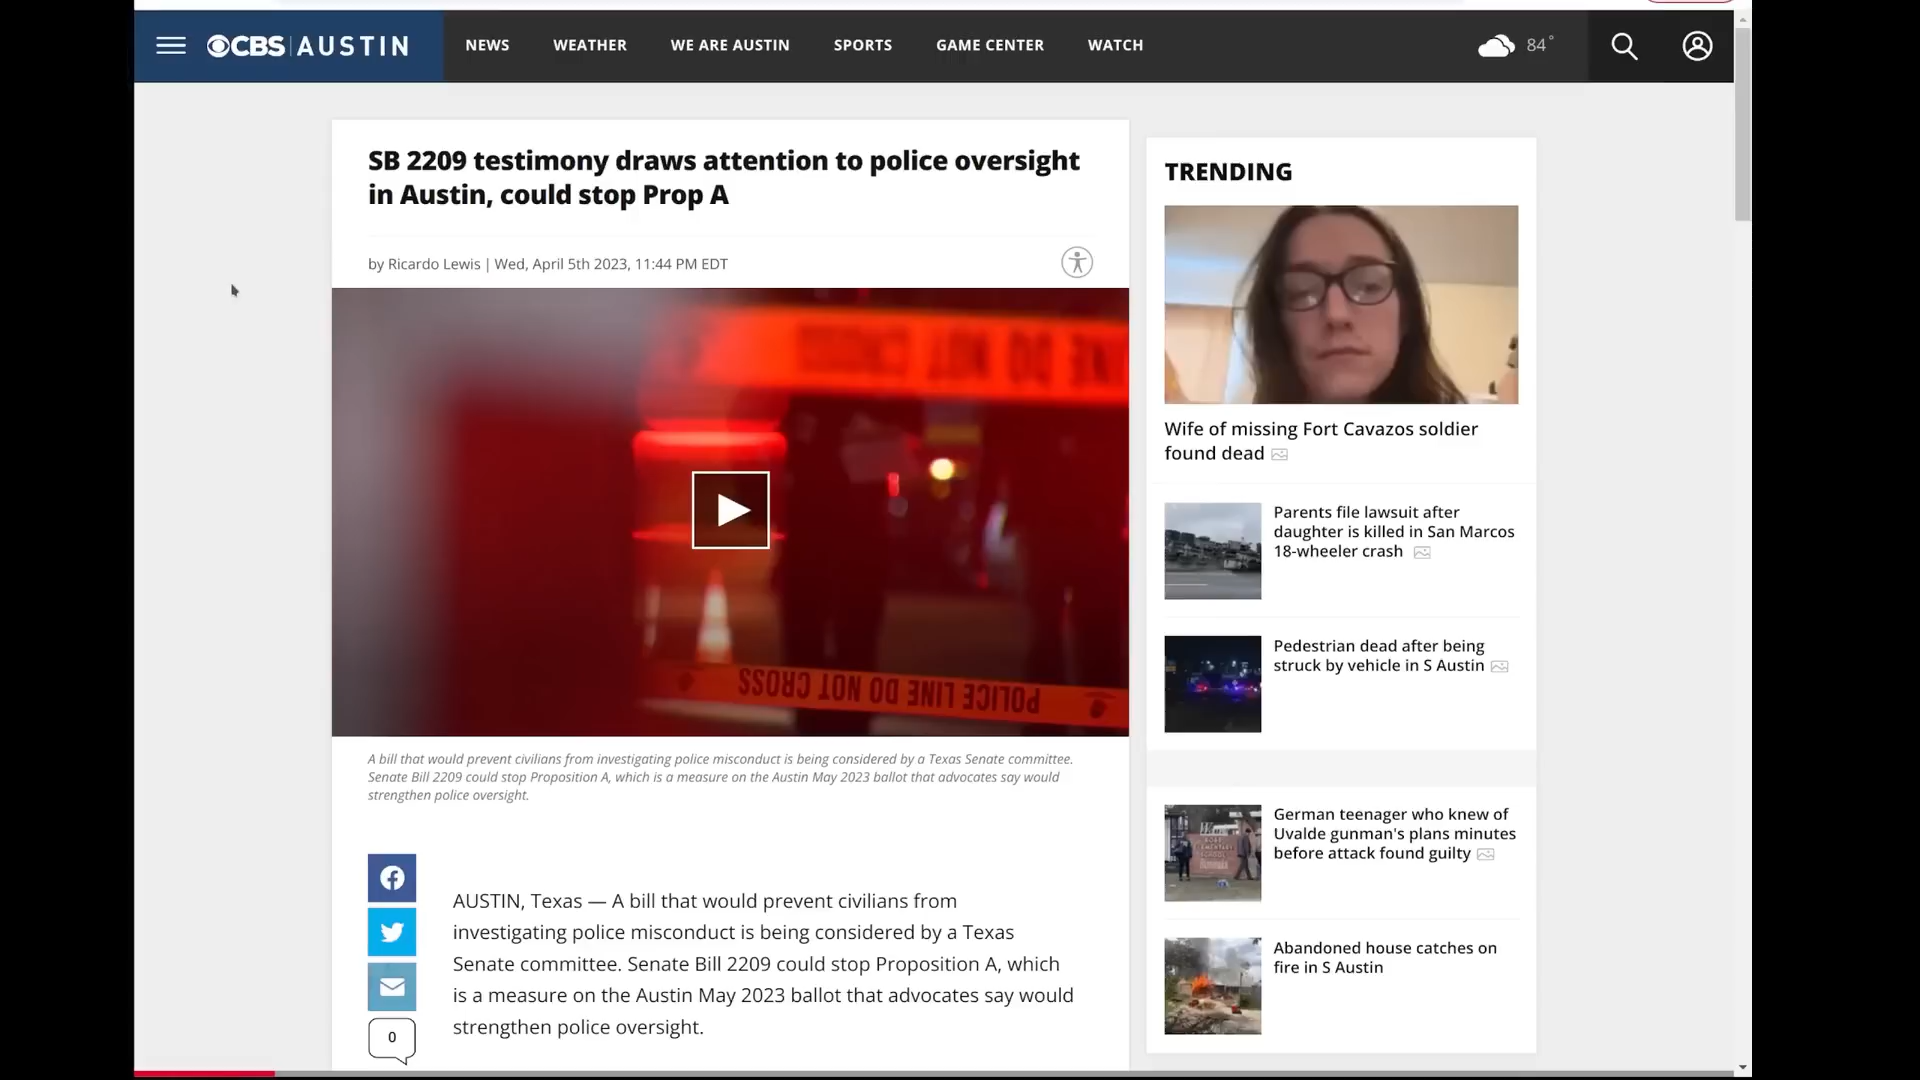 CBS AUSTIN
NEWS
WEATHER
WE ARE AUSTIN
SPORTS
GAME CENTER
WATCH
84°
SB 2209 testimony draws attention to police oversight
in Austin, could stop Prop A
by Ricardo Lewis | Wed, April 5th 2023, 11:44 PM EDT
LINE DO NOT CROSS
POLICE LINE DO NOT CROSS
A bill that would prevent civilians from investigating police misconduct is being considered by a Texas Senate committee.
Senate Bill 2209 could stop Proposition A, which is a measure on the Austin May 2023 ballot that advocates say would
strengthen police oversight.
0
AUSTIN, Texas — A bill that would prevent civilians from
investigating police misconduct is being considered by a Texas
Senate committee. Senate Bill 2209 could stop Proposition A, which
is a measure on the Austin May 2023 ballot that advocates say would
strengthen police oversight.
TRENDING
Wife of missing Fort Cavazos soldier
found dead
Parents file lawsuit after
daughter is killed in San Marcos
18-wheeler crash
Pedestrian dead after being
struck by vehicle in S Austin
German teenager who knew of
Uvalde gunman's plans minutes
before attack found guilty
Abandoned house catches on
fire in S Austin